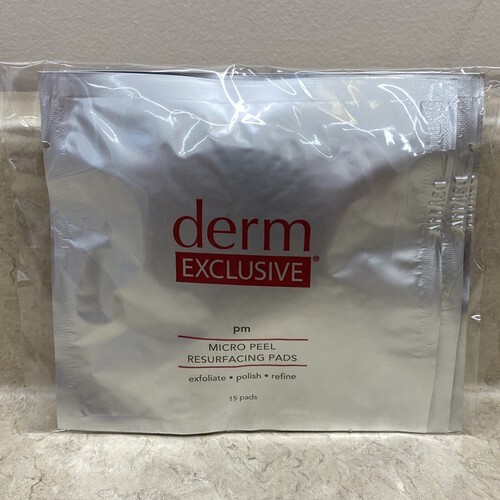 derm
EXCLUSIVE®
pm
MICRO PEEL
RESURFACING PADS
exfoliate • polish • refine
15 pads